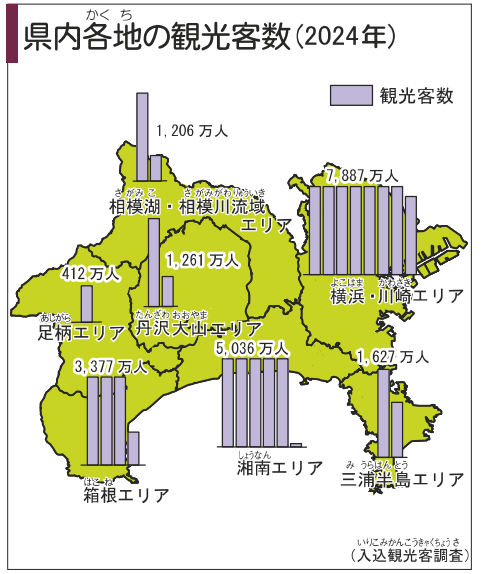 かく ち
県内各地の観光客数(2024年)
観光客数
1,206 万人
さ がみ こ さ がみがわりゅういき
相模湖・相模川流域
エリア
7,887 万人
よこはま かわさき
横浜・川崎エリア
1,261 万人
たんざわ おおやま
丹沢大山エリア
412 万人
あしがら
足柄エリア
3,377 万人
はこ ね
箱根エリア
5,036 万人
しょうなん
湘南エリア
1,627 万人
み うらはん とう
三浦半島エリア
いりこみかんこうきゃくちょう さ
(入込観光客調査)